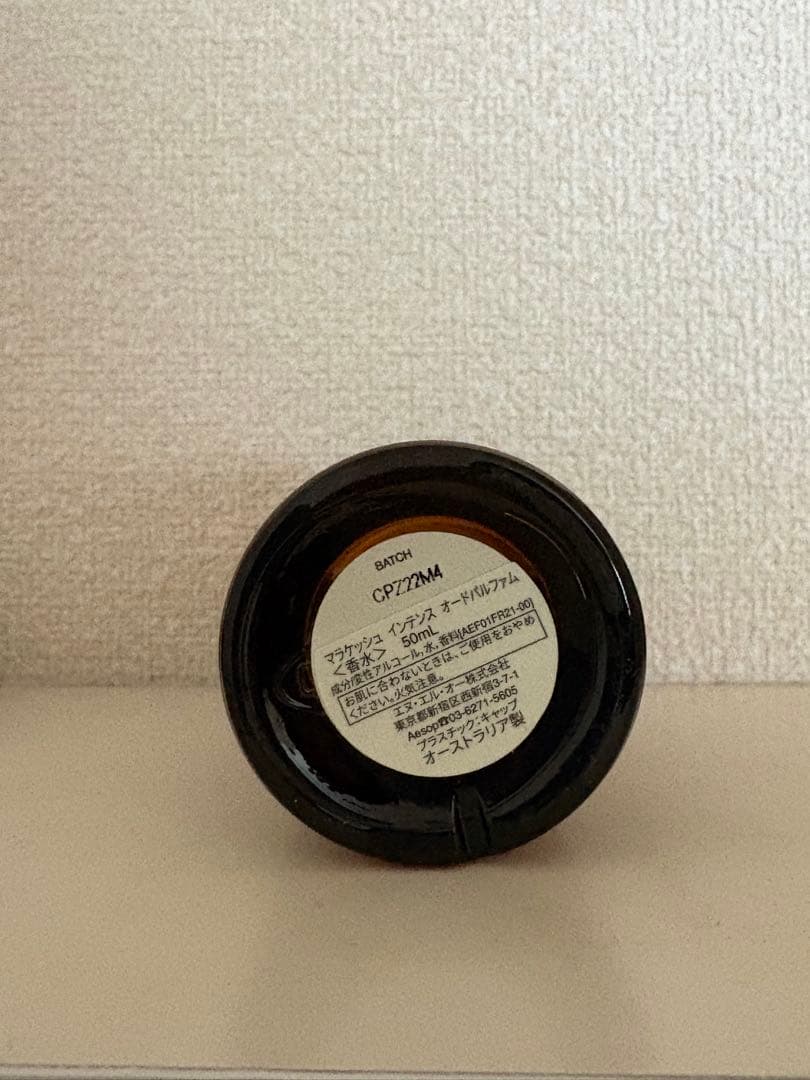 BATCH
CPZ22M4
マラケッシュ インテンス オードパルファム
<香水> 50mL
成分/変性アルコール,水,香料[AEF01FR21-00]
お肌に合わないときは、ご使用をおやめ
ください。火気注意。
エヌ・エル・オー株式会社
東京都新宿区西新宿3-7-1
Aesop☎03-6271-5605
プラスチック:キャップ
オーストラリア製